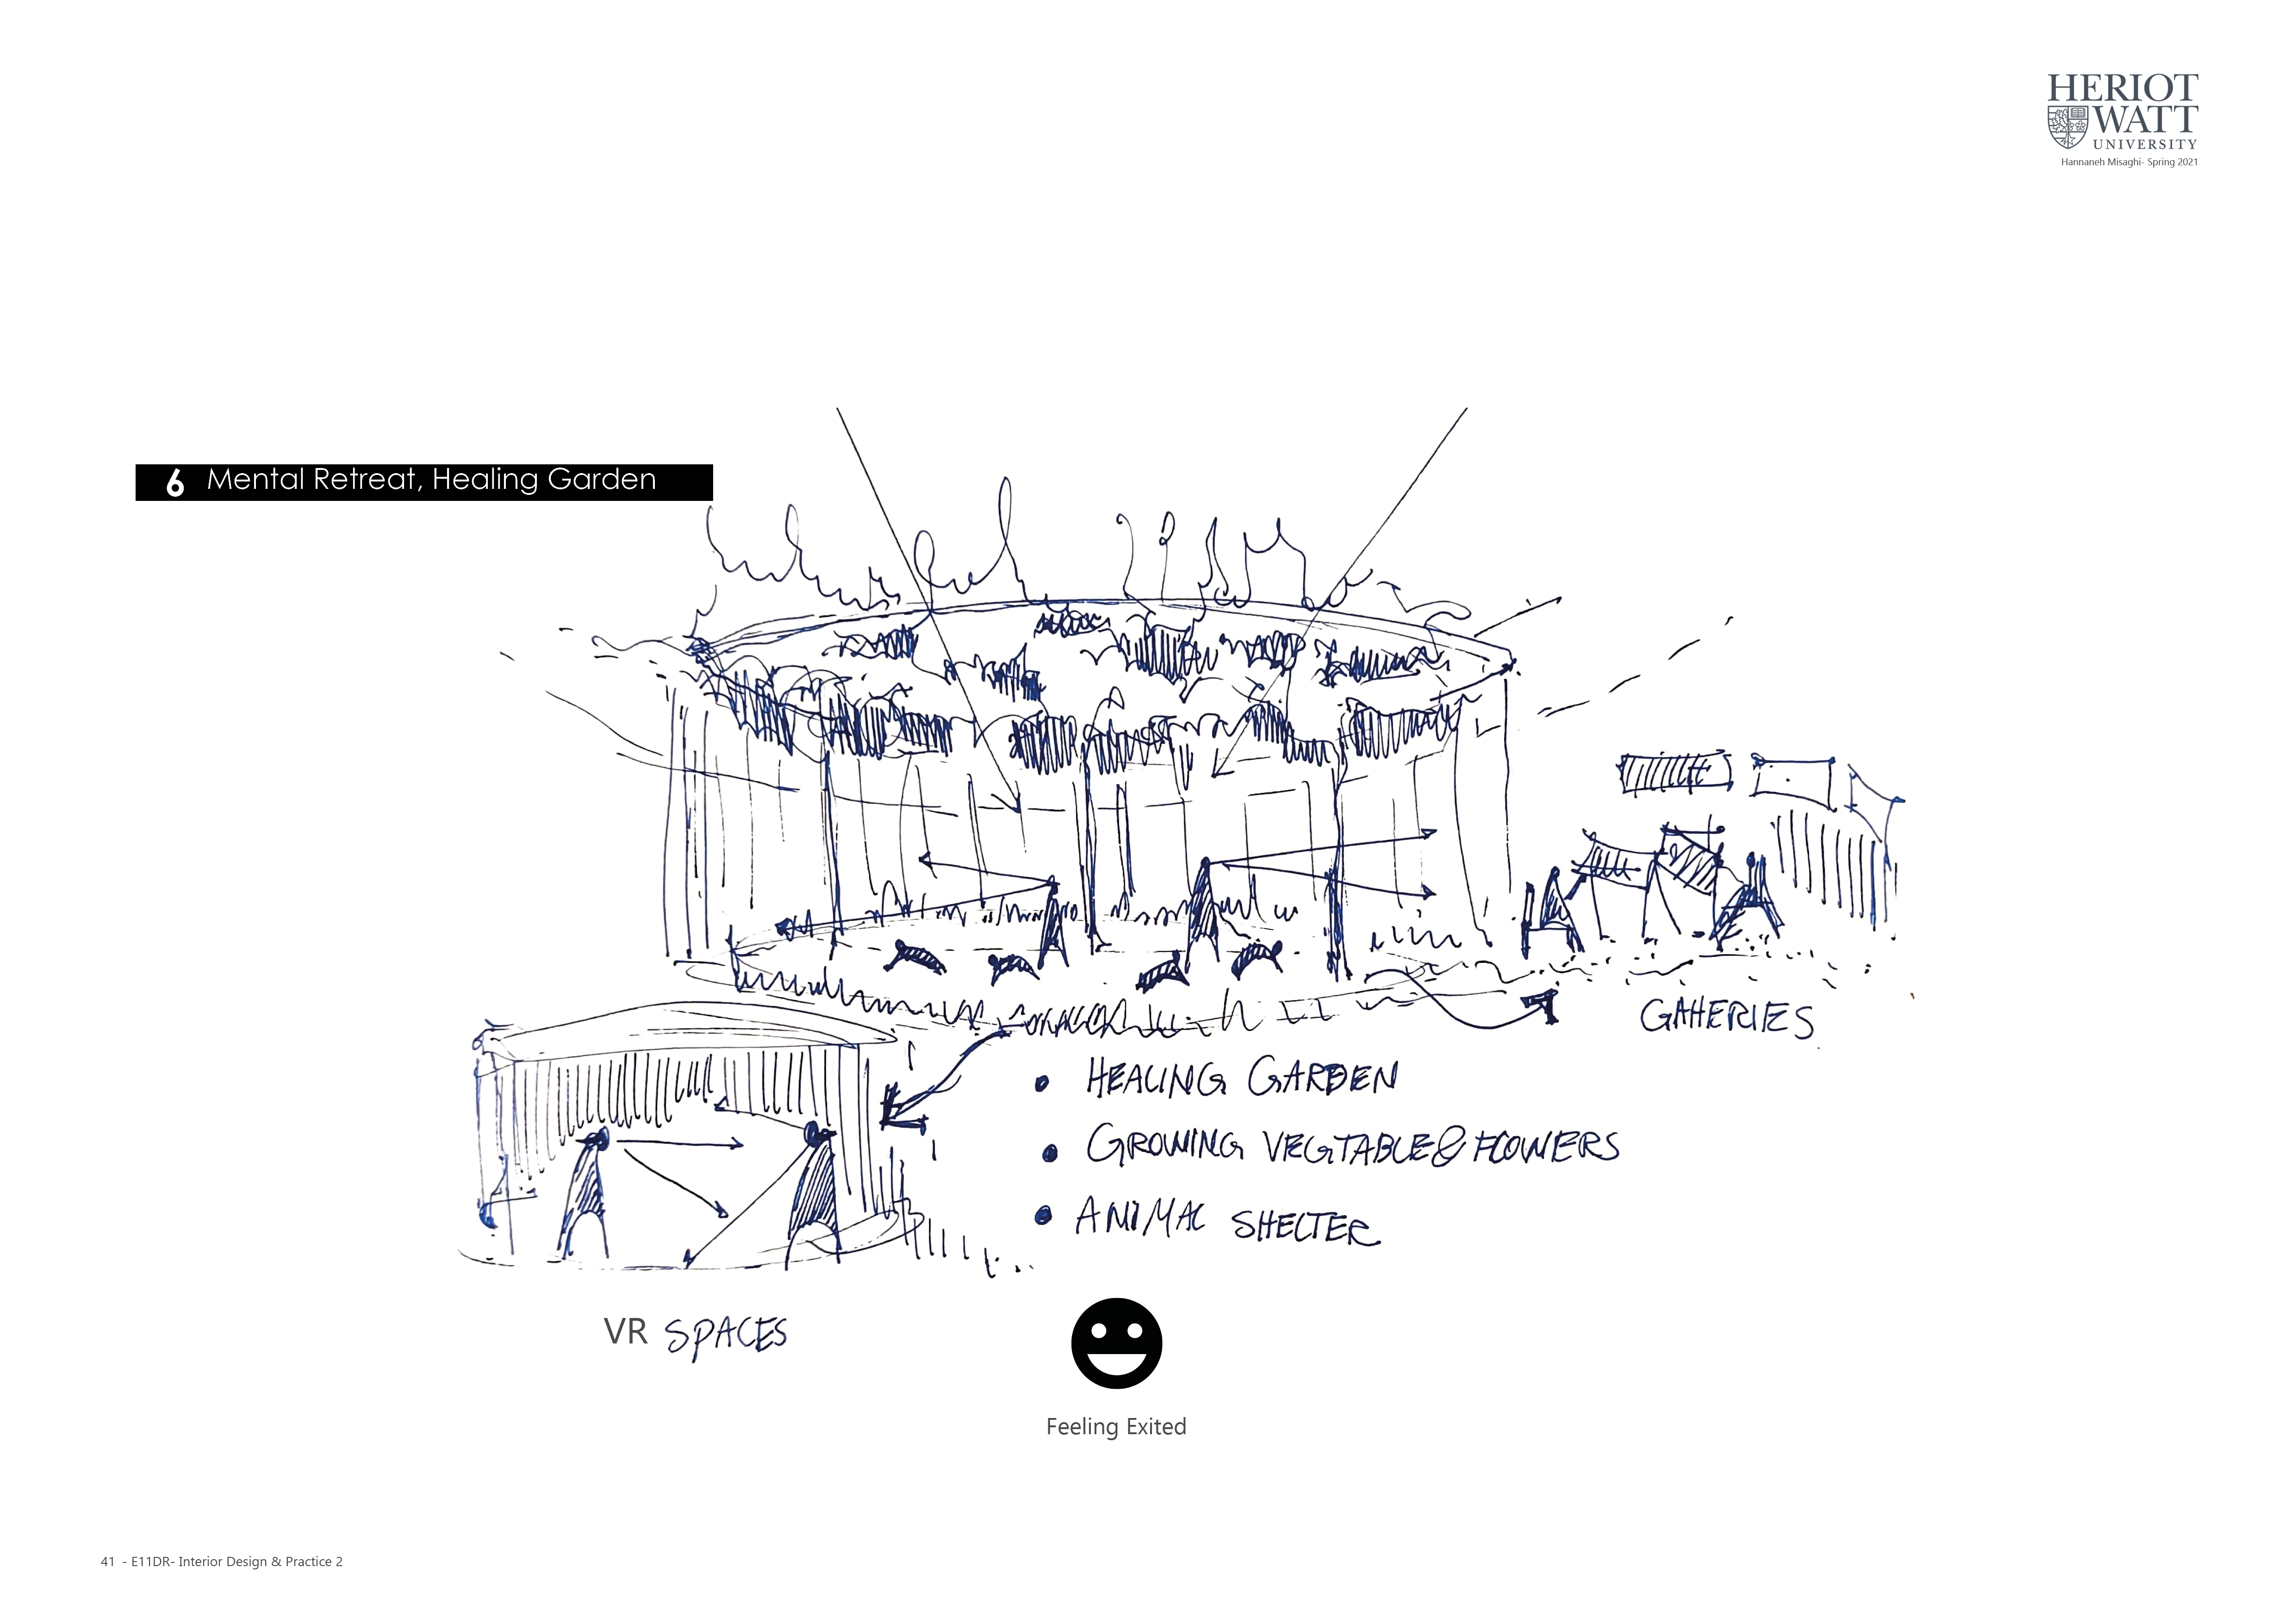 HERIOT
WATT
UNIVERSITY
Hannaneh Misaghi- Spring 2021
6 Mental Retreat, Healing Garden
GALLERIES
• HEALING GARDEN
• GROWING VEGTABLE & FLOWERS
• ANIMAL SHELTER
VR SPACES
Feeling Exited
41 - E11DR- Interior Design & Practice 2